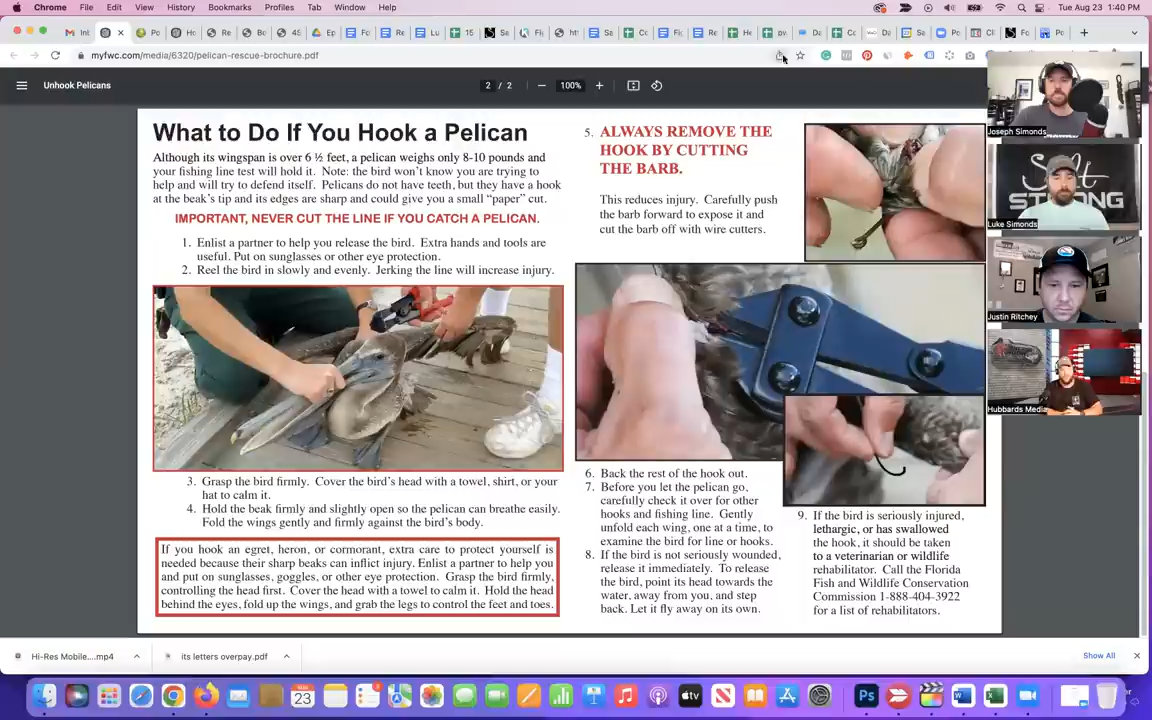 Chrome File Edit View History Bookmarks Profiles Tab Window Help Tue Aug 23 1:40 PM
myfwc.com/media/6320/pelican-rescue-brochure.pdf
Unhook Pelicans 2 / 2 100%
What to Do If You Hook a Pelican
Although its wingspan is over 6 ½ feet, a pelican weighs only 8-10 pounds and
your fishing line test will hold it. Note: the bird won't know you are trying to
help and will try to defend itself. Pelicans do not have teeth, but they have a hook
at the beak's tip and its edges are sharp and could give you a small "paper" cut.
IMPORTANT, NEVER CUT THE LINE IF YOU CATCH A PELICAN.
1. Enlist a partner to help you release the bird. Extra hands and tools are
useful. Put on sunglasses or other eye protection.
2. Reel the bird in slowly and evenly. Jerking the line will increase injury.
3. Grasp the bird firmly. Cover the bird's head with a towel, shirt, or your
hat to calm it.
4. Hold the beak firmly and slightly open so the pelican can breathe easily.
Fold the wings gently and firmly against the bird's body.
If you hook an egret, heron, or cormorant, extra care to protect yourself is
needed because their sharp beaks can inflict injury. Enlist a partner to help you
and put on sunglasses, goggles, or other eye protection. Grasp the bird firmly,
controlling the head first. Cover the head with a towel to calm it. Hold the head
behind the eyes, fold up the wings, and grab the legs to control the feet and toes.
5. ALWAYS REMOVE THE
HOOK BY CUTTING
THE BARB.
This reduces injury. Carefully push
the barb forward to expose it and
cut the barb off with wire cutters.
6. Back the rest of the hook out.
7. Before you let the pelican go,
carefully check it over for other
hooks and fishing line. Gently
unfold each wing, one at a time, to
examine the bird for line or hooks.
8. If the bird is not seriously wounded,
release it immediately. To release
the bird, point its head towards the
water, away from you, and step
back. Let it fly away on its own.
9. If the bird is seriously injured,
lethargic, or has swallowed
the hook, it should be taken
to a veterinarian or wildlife
rehabilitator. Call the Florida
Fish and Wildlife Conservation
Commission 1-888-404-3922
for a list of rehabilitators.
Joseph Simonds
Salt
STRONG
Luke Simonds
Justin Ritchey
Hubbards Media
Hi-Res Mobile....mp4 its letters overpay.pdf Show All